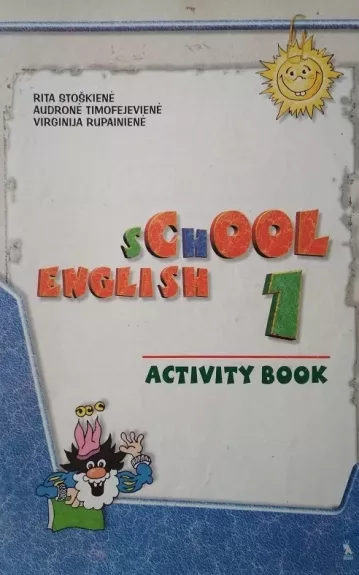 RITA STOŠKIENĖ
AUDRONĖ TIMOFEJEVIENĖ
VIRGINIJA RUPAINIENĖ
SCHOOL
ENGLISH 1
ACTIVITY BOOK